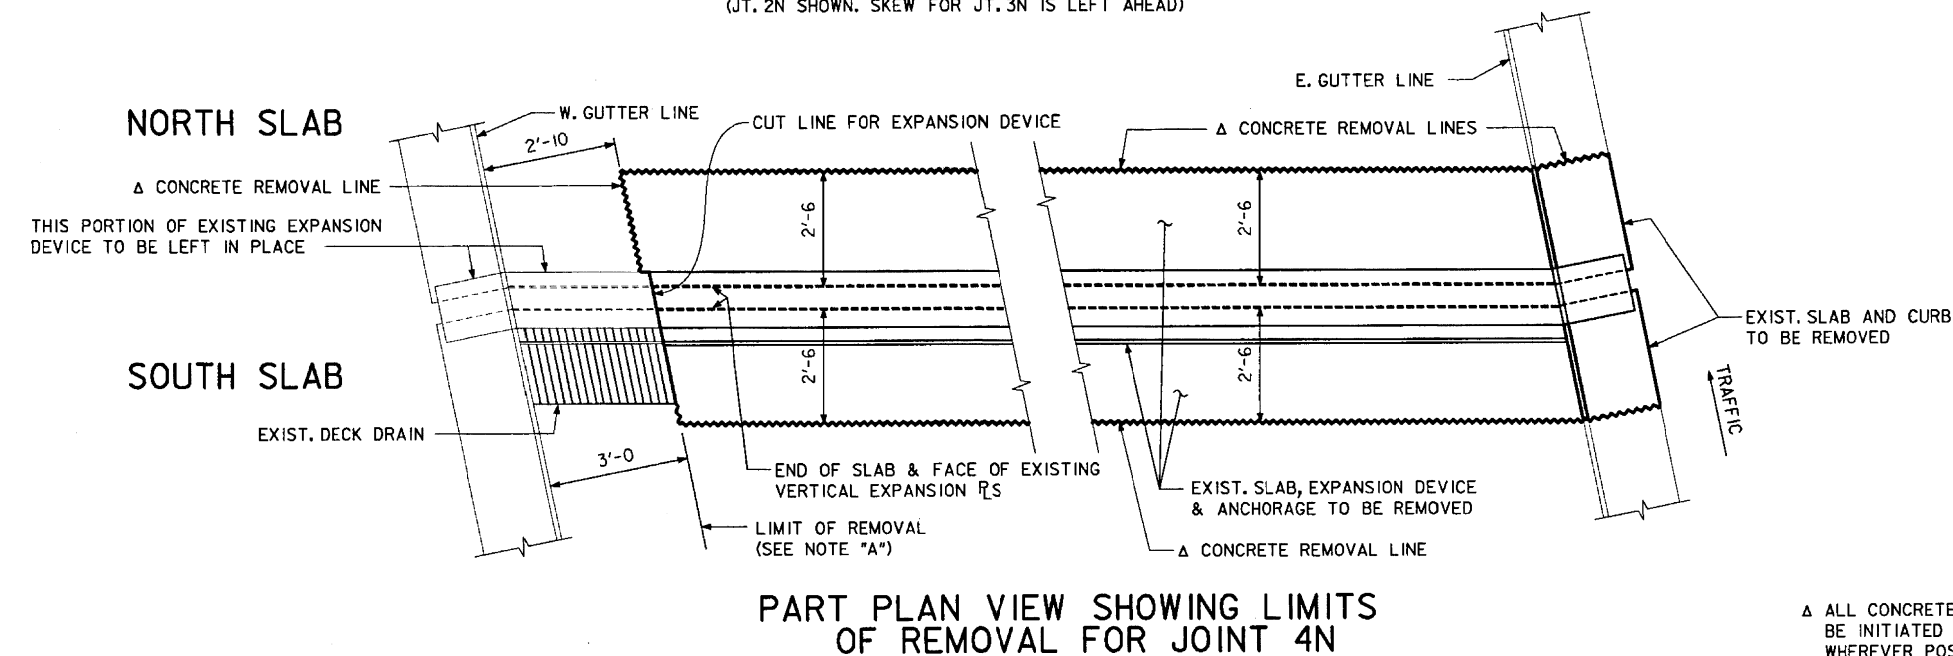 (JT. 2N SHOWN. SKEW FOR JT. 3N IS LEFT AHEAD)
E. GUTTER LINE
NORTH SLAB
W. GUTTER LINE
CUT LINE FOR EXPANSION DEVICE
Δ CONCRETE REMOVAL LINES
2'-10
Δ CONCRETE REMOVAL LINE
THIS PORTION OF EXISTING EXPANSION
DEVICE TO BE LEFT IN PLACE
2'-6
2'-6
EXIST. SLAB AND CURB
TO BE REMOVED
SOUTH SLAB
2'-6
2'-6
TRAFFIC
EXIST. DECK DRAIN
3'-0
END OF SLAB & FACE OF EXISTING
VERTICAL EXPANSION ⅊S
EXIST. SLAB, EXPANSION DEVICE
& ANCHORAGE TO BE REMOVED
LIMIT OF REMOVAL
(SEE NOTE "A")
Δ CONCRETE REMOVAL LINE
PART PLAN VIEW SHOWING LIMITS
OF REMOVAL FOR JOINT 4N
Δ ALL CONCRETE
BE INITIATED
WHEREVER POS